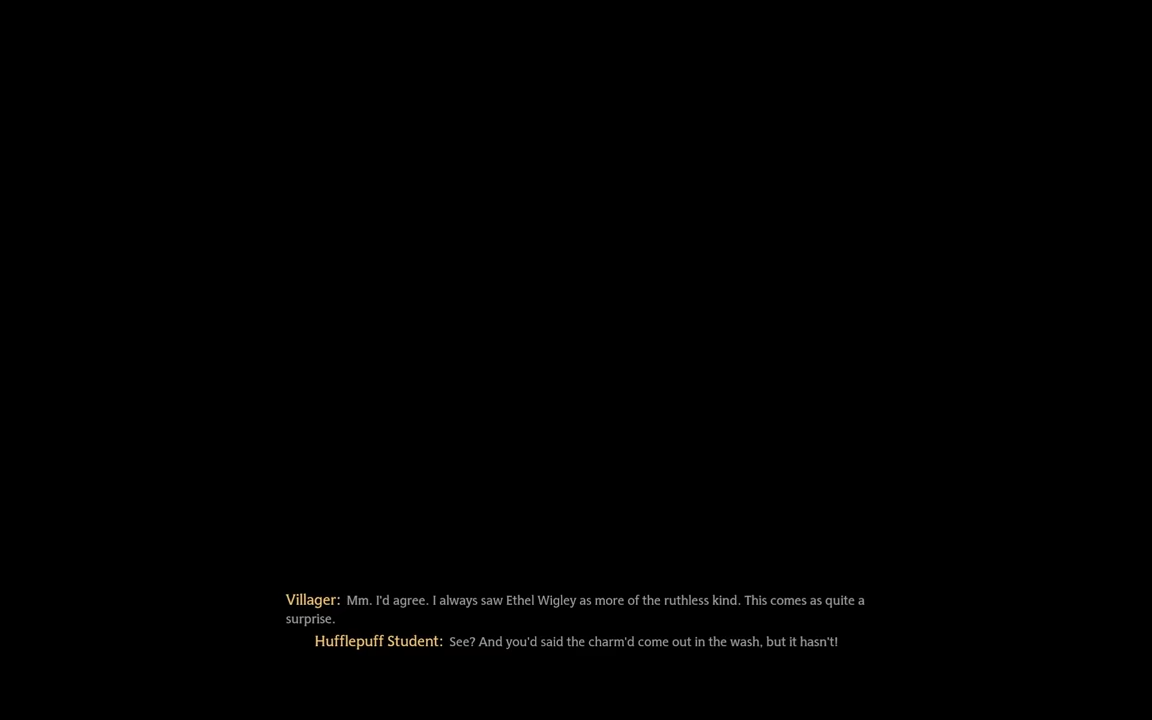 Villager: Mm. I'd agree. I always saw Ethel Wigley as more of the ruthless kind. This comes as quite a
surprise.
Hufflepuff Student: See? And you'd said the charm'd come out in the wash, but it hasn't!